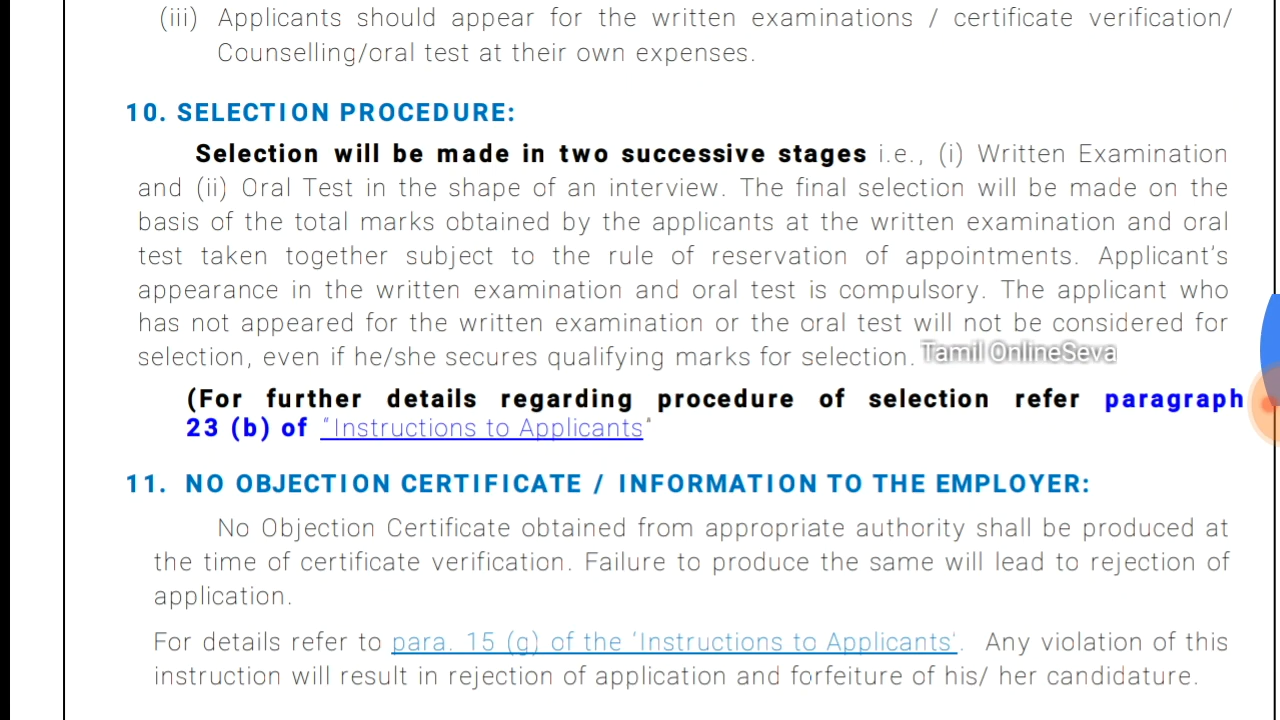 (iii) Applicants should appear for the written examinations / certificate verification/
Counselling/oral test at their own expenses.
10. SELECTION PROCEDURE:
Selection will be made in two successive stages i.e., (i) Written Examination
and (ii) Oral Test in the shape of an interview. The final selection will be made on the
basis of the total marks obtained by the applicants at the written examination and oral
test taken together subject to the rule of reservation of appointments. Applicant's
appearance in the written examination and oral test is compulsory. The applicant who
has not appeared for the written examination or the oral test will not be considered for
selection, even if he/she secures qualifying marks for selection. Tamil OnlineSeva
(For further details regarding procedure of selection refer paragraph
23 (b) of "Instructions to Applicants"
11. NO OBJECTION CERTIFICATE / INFORMATION TO THE EMPLOYER:
No Objection Certificate obtained from appropriate authority shall be produced at
the time of certificate verification. Failure to produce the same will lead to rejection of
application.
For details refer to para. 15 (g) of the 'Instructions to Applicants'. Any violation of this
instruction will result in rejection of application and forfeiture of his/ her candidature.